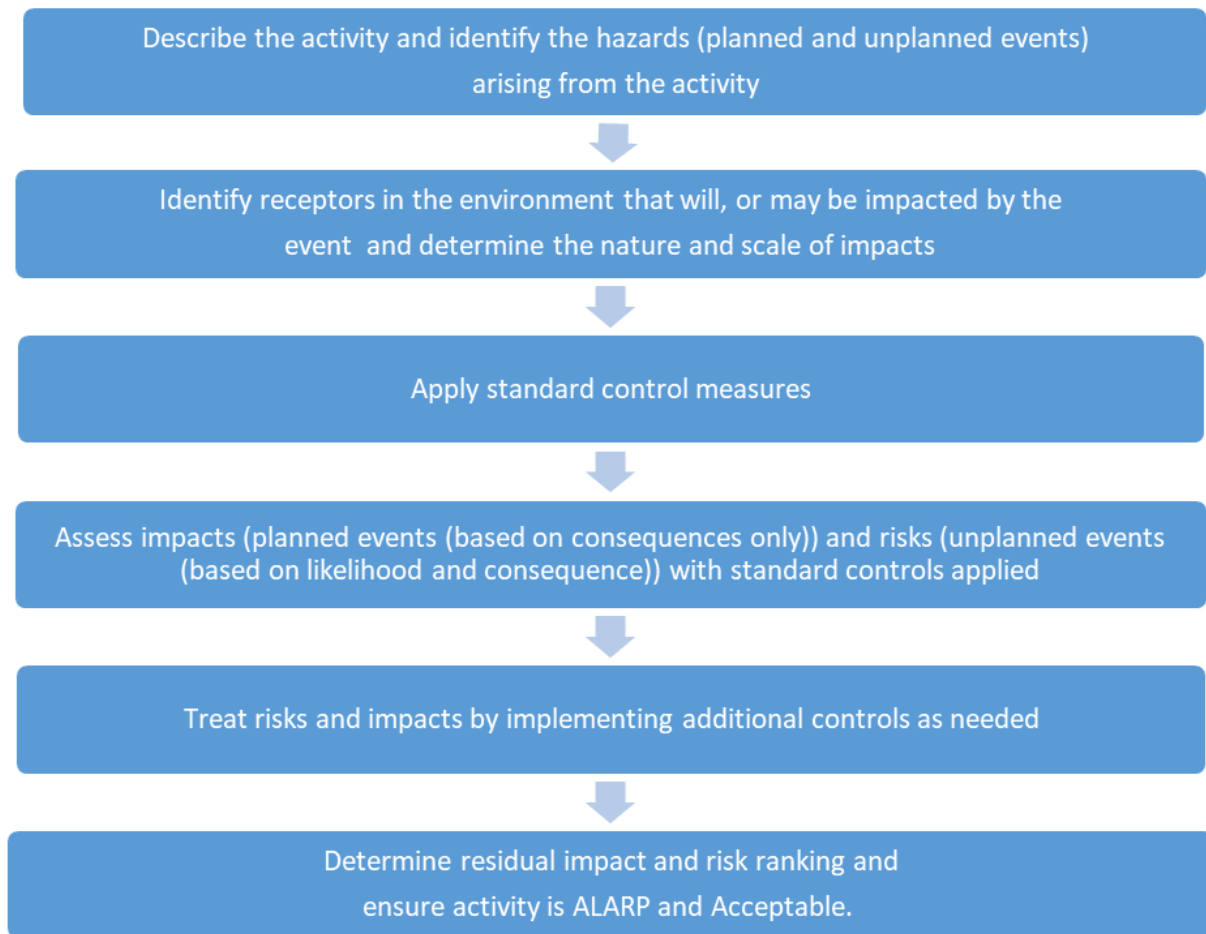 Describe the activity and identify the hazards (planned and unplanned events)
arising from the activity
Identify receptors in the environment that will, or may be impacted by the
event and determine the nature and scale of impacts
Apply standard control measures
Assess impacts (planned events (based on consequences only)) and risks (unplanned events
(based on likelihood and consequence)) with standard controls applied
Treat risks and impacts by implementing additional controls as needed
Determine residual impact and risk ranking and
ensure activity is ALARP and Acceptable.